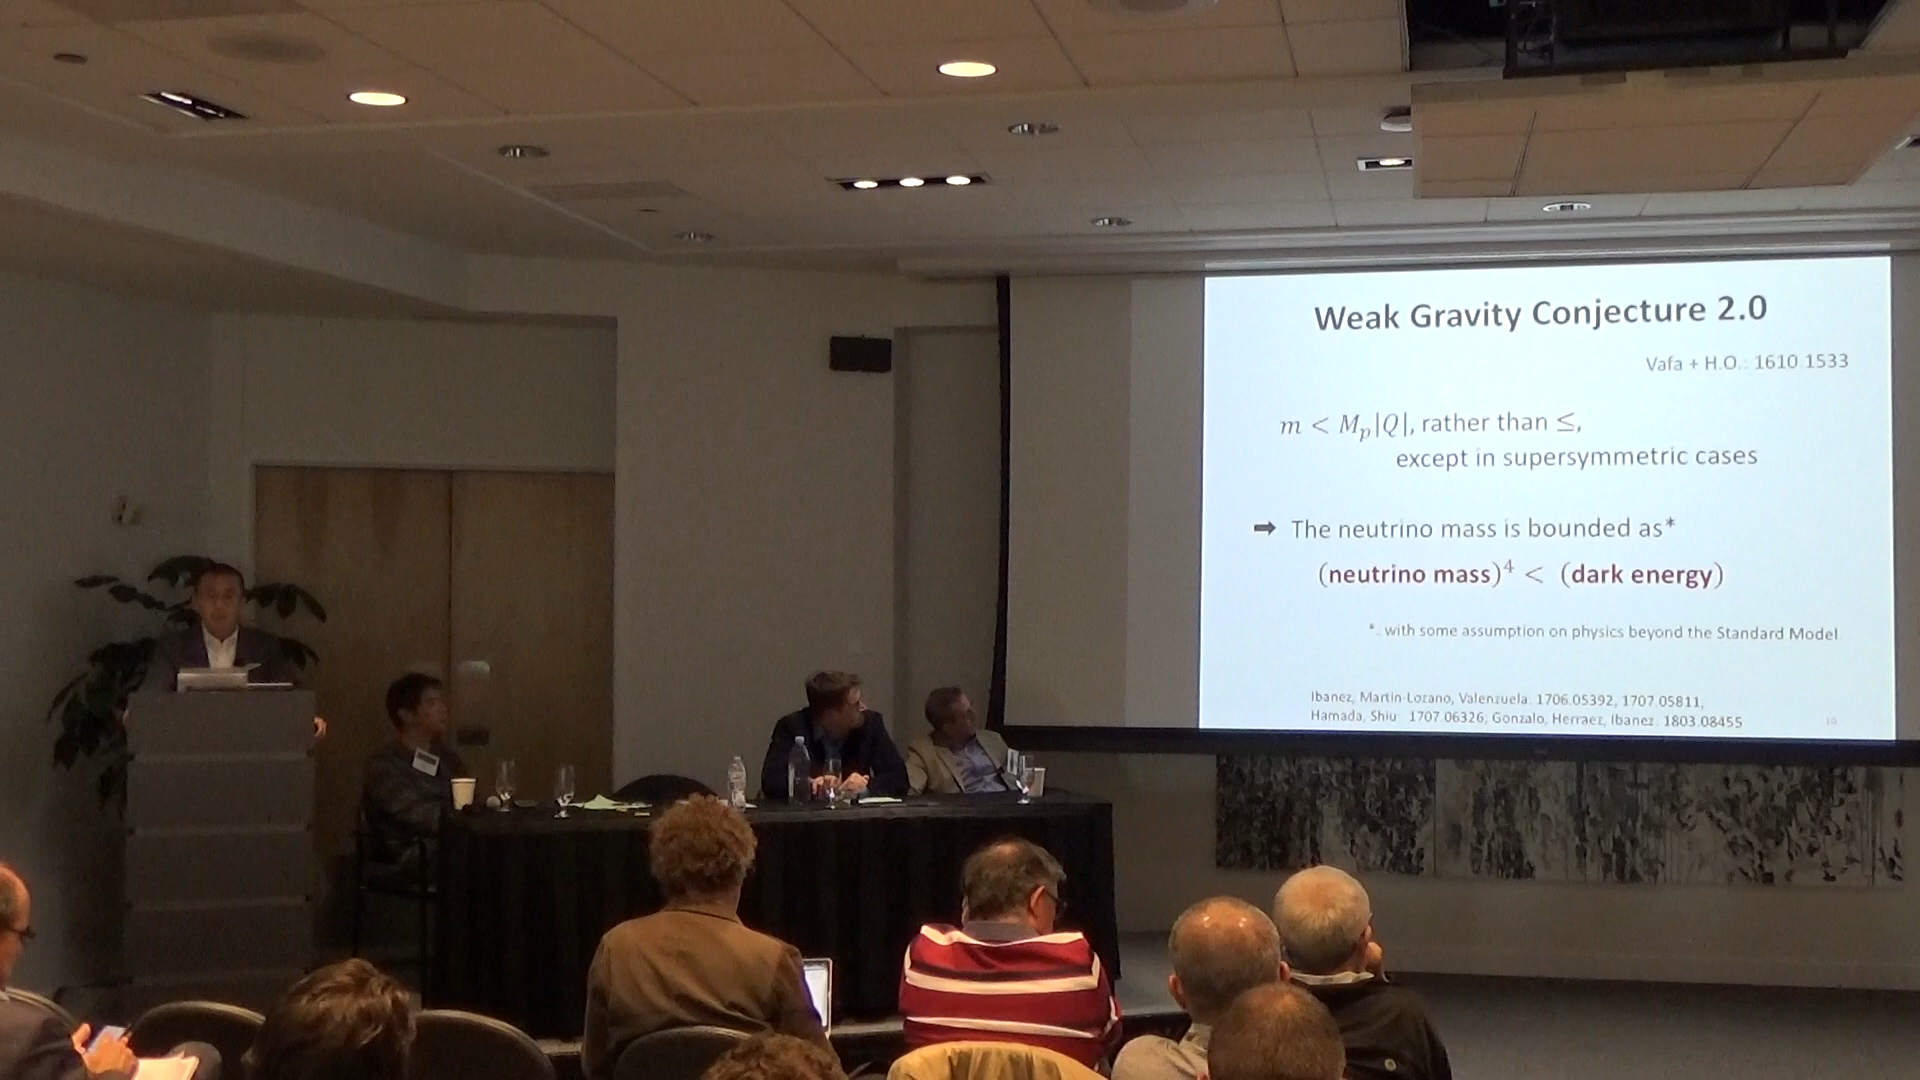 Weak Gravity Conjecture 2.0
Vafa + H.O.: 1610.1533
m < Mₚ|Q|, rather than ≤,
except in supersymmetric cases
➡ The neutrino mass is bounded as*
(neutrino mass)⁴ < (dark energy)
*: with some assumption on physics beyond the Standard Model
Ibanez, Martin-Lozano, Valenzuela: 1706.05392, 1707.05811,
Hamada, Shiu: 1707.06326; Gonzalo, Herraez, Ibanez: 1803.08455
10